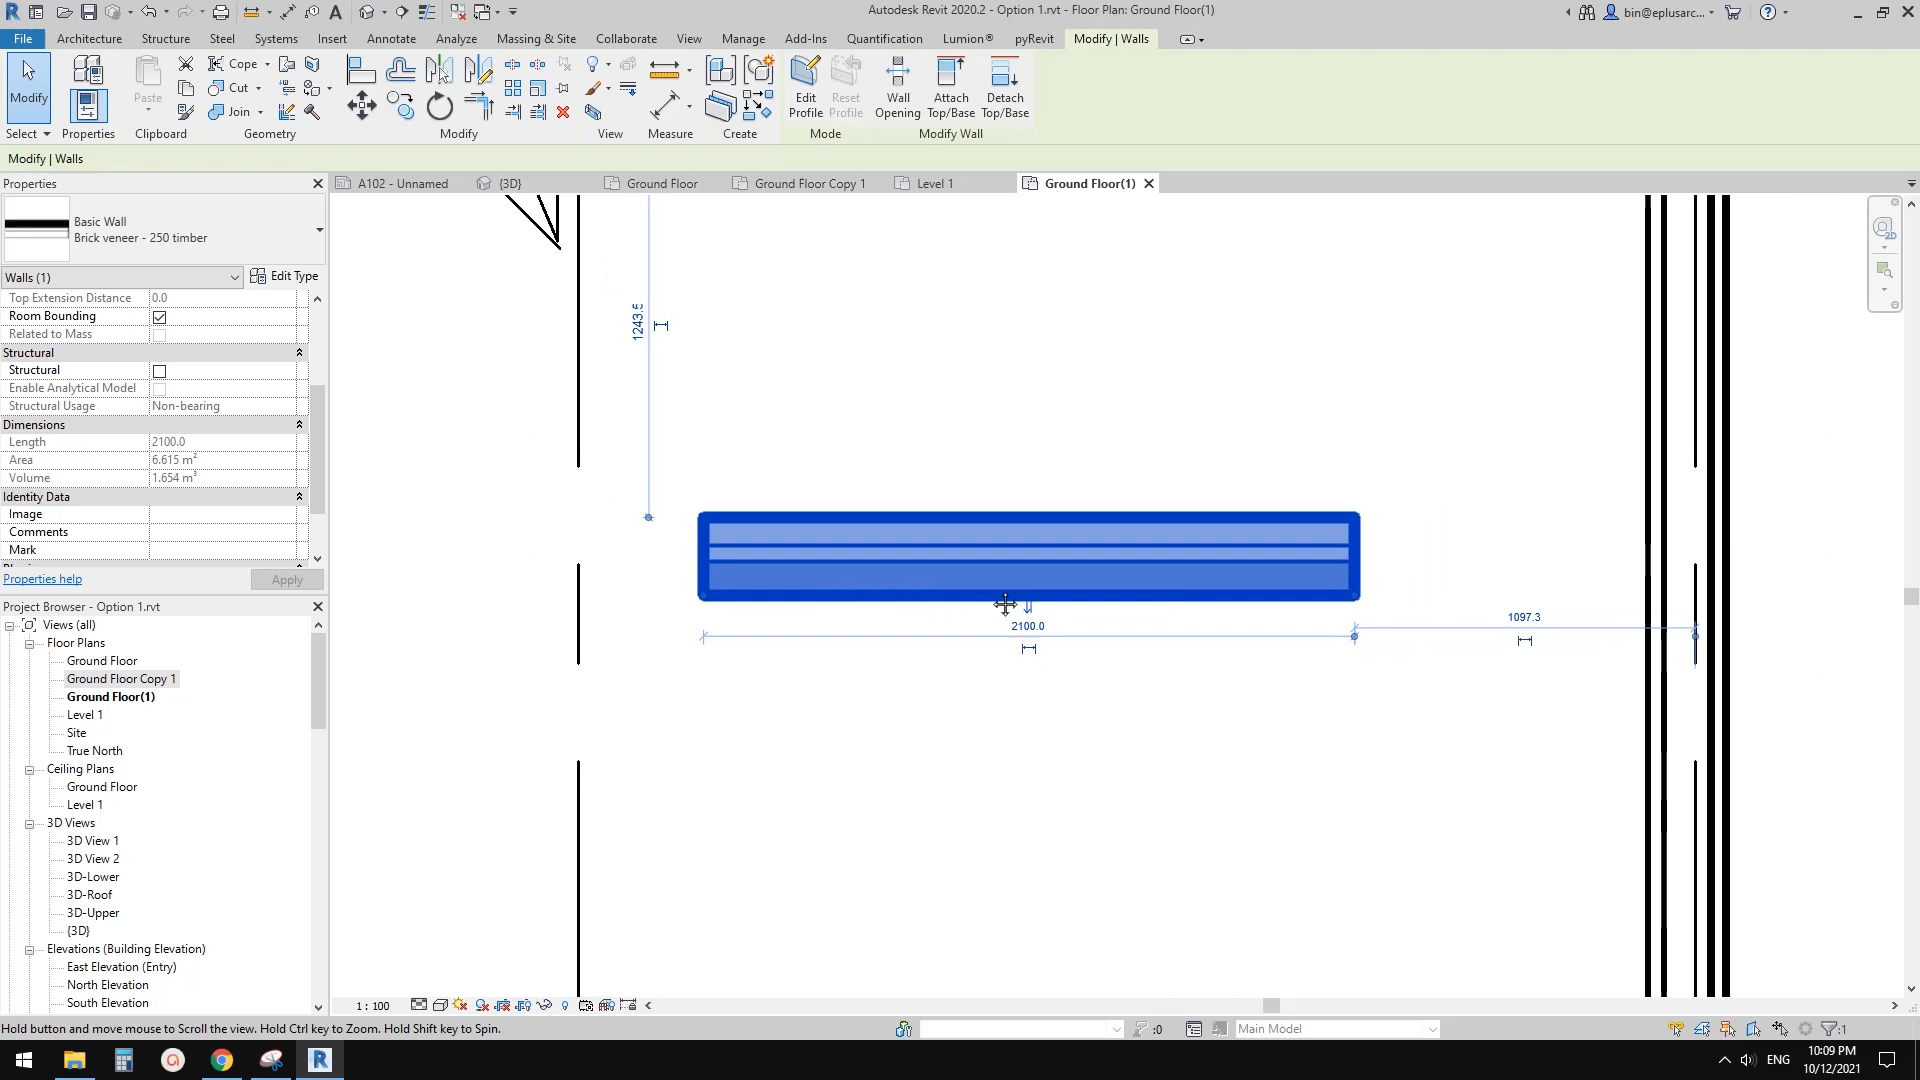 Autodesk Revit 2020.2 - Option 1.rvt - Floor Plan: Ground Floor(1)
bin@eplusarc...
File Architecture Structure Steel Systems Insert Annotate Analyze Massing & Site Collaborate View Manage Add-Ins Quantification Lumion® pyRevit Modify | Walls
Modify
Paste
Cope
Cut
Join
Edit Profile
Reset Profile
Wall Opening
Attach Top/Base
Detach Top/Base
Select Properties Clipboard Geometry Modify View Measure Create Mode Modify Wall
Modify | Walls
Properties
A102 - Unnamed {3D} Ground Floor Ground Floor Copy 1 Level 1 Ground Floor(1)
Basic Wall
Brick veneer - 250 timber
Walls (1) Edit Type
Top Extension Distance 0.0
Room Bounding
Related to Mass
Structural
Structural
Enable Analytical Model
Structural Usage Non-bearing
Dimensions
Length 2100.0
Area 6.615 m²
Volume 1.654 m³
Identity Data
Image
Comments
Mark
Properties help Apply
Project Browser - Option 1.rvt
Views (all)
Floor Plans
Ground Floor
Ground Floor Copy 1
Ground Floor(1)
Level 1
Site
True North
Ceiling Plans
Ground Floor
Level 1
3D Views
3D View 1
3D View 2
3D-Lower
3D-Roof
3D-Upper
{3D}
Elevations (Building Elevation)
East Elevation (Entry)
North Elevation
South Elevation
1243.5
2100.0
1097.3
2D
1 : 100
Hold button and move mouse to Scroll the view. Hold Ctrl key to Zoom. Hold Shift key to Spin.
:0
Main Model
:1
ENG
10:09 PM
10/12/2021